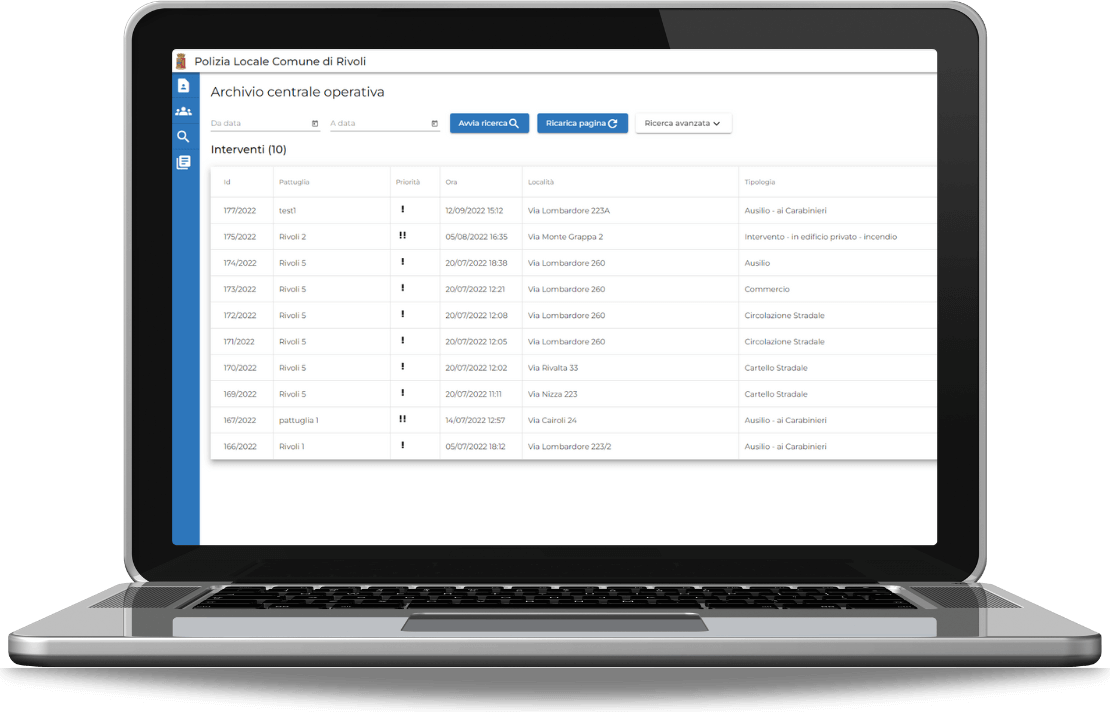 Polizia Locale Comune di Rivoli
Archivio centrale operativa
Da data A data Avvia ricerca Ricarica pagina Ricerca avanzata
Interventi (10)
Id Pattuglia Priorità Ora Località Tipologia
177/2022 test1 ! 12/09/2022 15:12 Via Lombardore 223A Ausilio - ai Carabinieri
175/2022 Rivoli 2 !! 05/08/2022 16:35 Via Monte Grappa 2 Intervento - in edificio privato - incendio
174/2022 Rivoli 5 ! 20/07/2022 18:38 Via Lombardore 260 Ausilio
173/2022 Rivoli 5 ! 20/07/2022 12:21 Via Lombardore 260 Commercio
172/2022 Rivoli 5 ! 20/07/2022 12:08 Via Lombardore 260 Circolazione Stradale
171/2022 Rivoli 5 ! 20/07/2022 12:05 Via Lombardore 260 Circolazione Stradale
170/2022 Rivoli 5 ! 20/07/2022 12:02 Via Rivalta 33 Cartello Stradale
169/2022 Rivoli 5 ! 20/07/2022 11:11 Via Nizza 223 Cartello Stradale
167/2022 pattuglia 1 !! 14/07/2022 12:57 Via Cairoli 24 Ausilio - ai Carabinieri
166/2022 Rivoli 1 ! 05/07/2022 18:12 Via Lombardore 223/2 Ausilio - ai Carabinieri